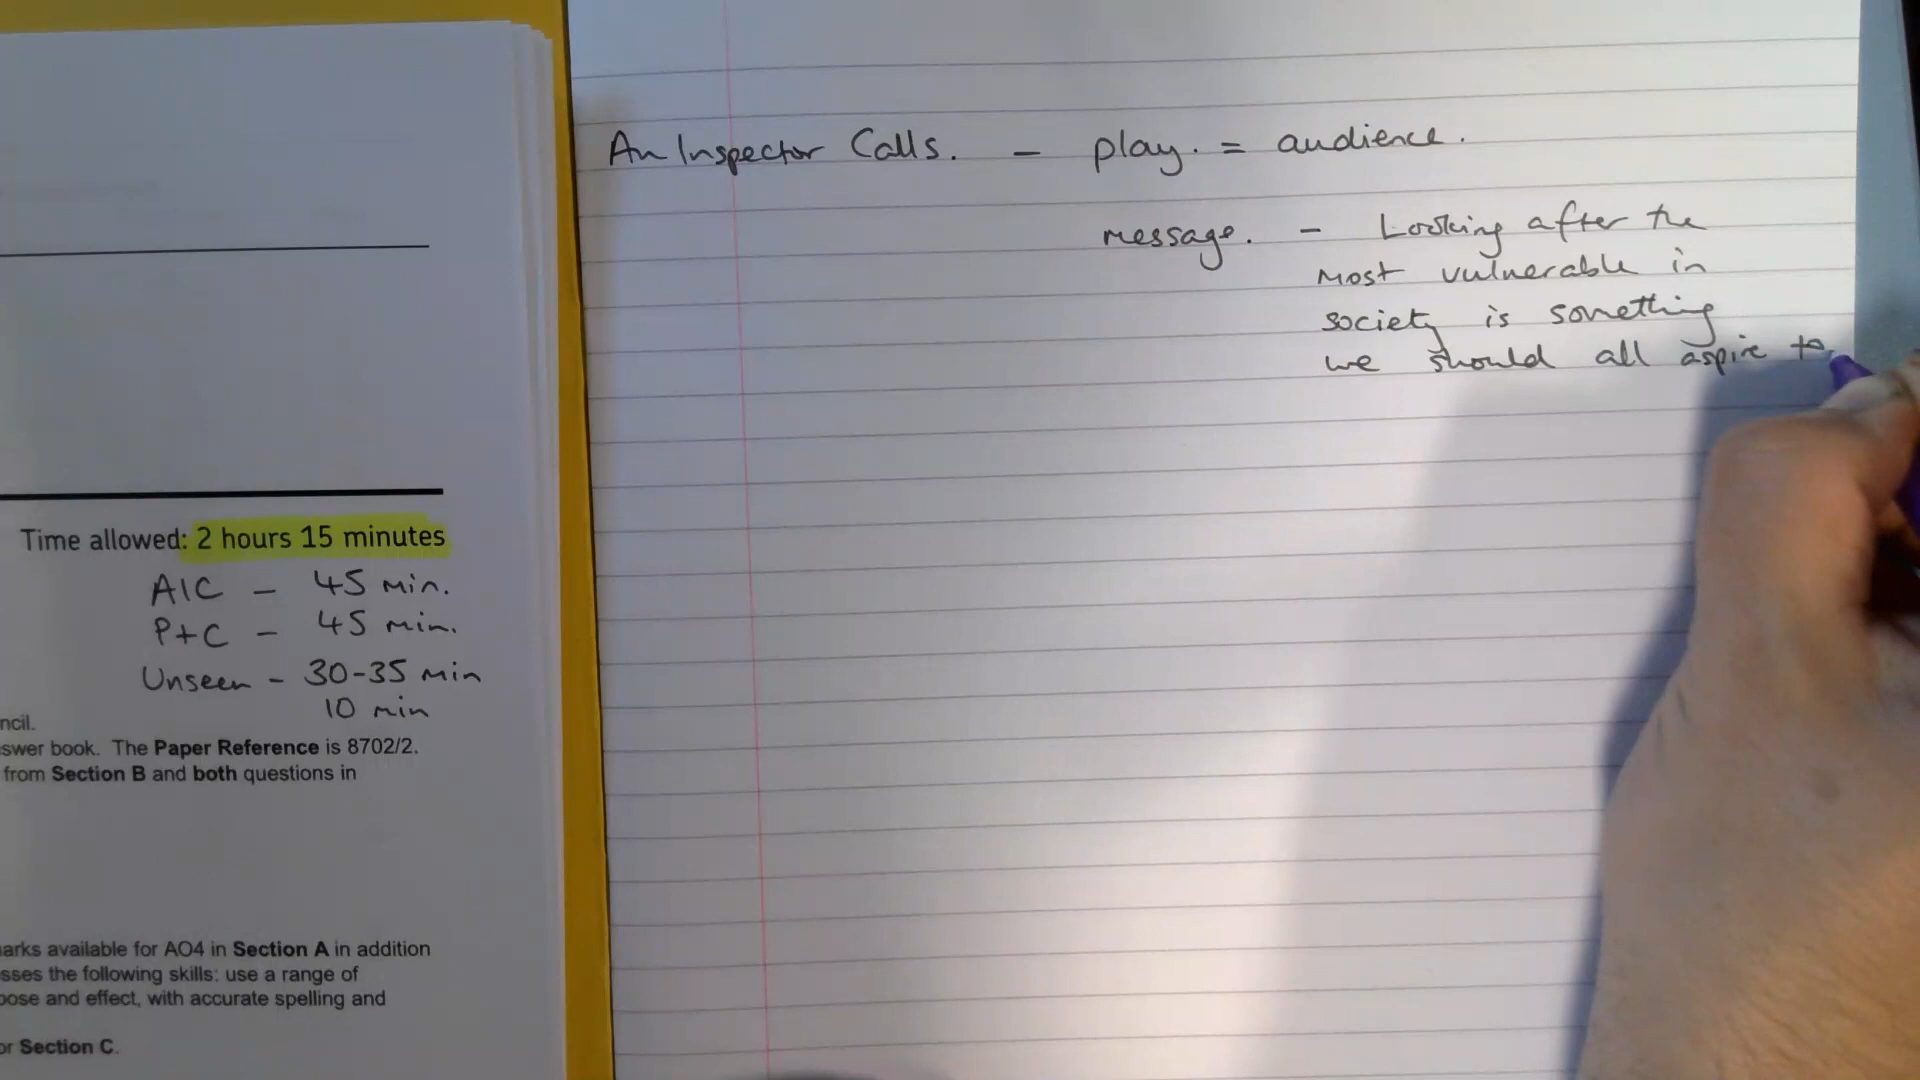 Time allowed: 2 hours 15 minutes
AIC - 45 min.
P+C - 45 min.
Unseen - 30-35 min
10 min
ncil.
swer book. The Paper Reference is 8702/2.
from Section B and both questions in
arks available for AO4 in Section A in addition
sses the following skills: use a range of
pose and effect, with accurate spelling and
or Section C.
An Inspector Calls. - play. = audience.
message. - Looking after the
most vulnerable in
society is something
we should all aspire to.